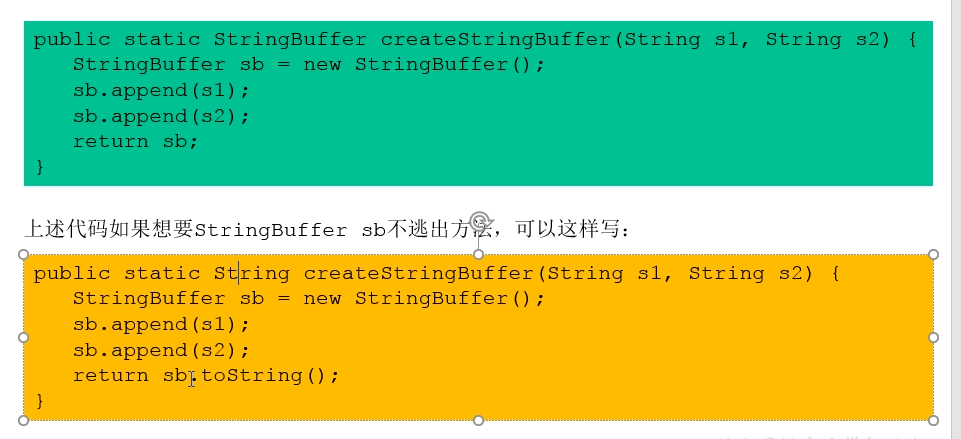 public static StringBuffer createStringBuffer(String s1, String s2) {
   StringBuffer sb = new StringBuffer();
   sb.append(s1);
   sb.append(s2);
   return sb;
}
上述代码如果想要StringBuffer sb不逃出方法，可以这样写：
public static String createStringBuffer(String s1, String s2) {
   StringBuffer sb = new StringBuffer();
   sb.append(s1);
   sb.append(s2);
   return sb.toString();
}